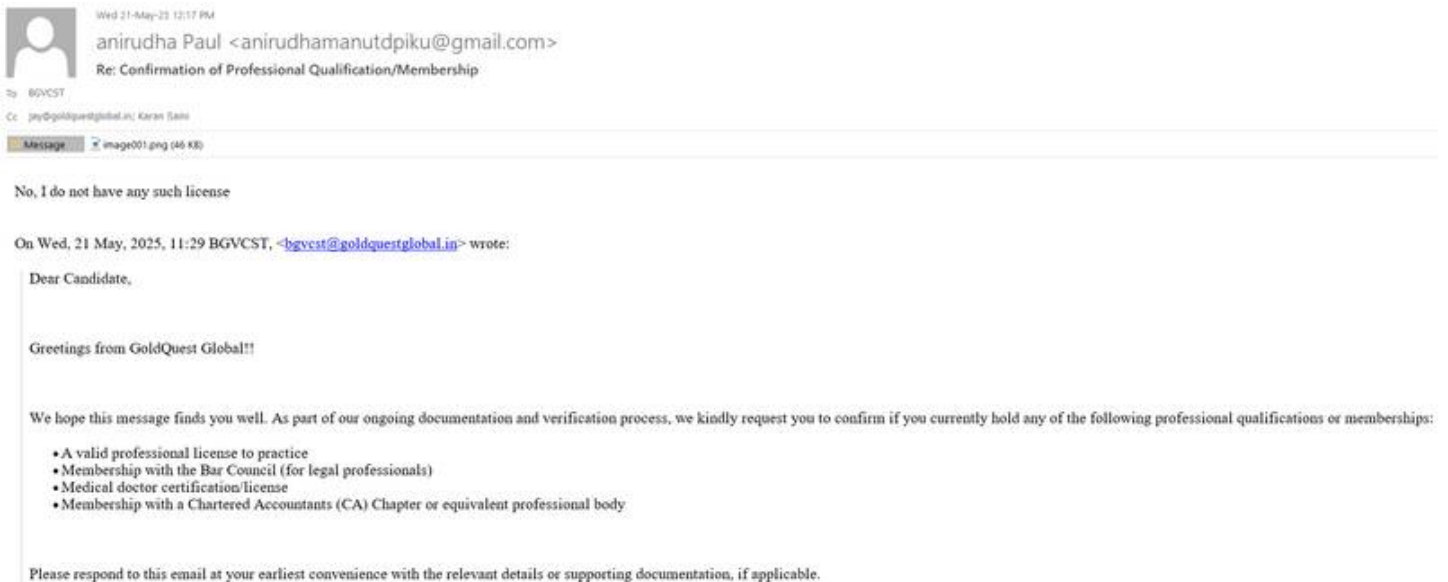 Wed 21-May-25 12:17 PM
anirudha Paul <anirudhamanutdpiku@gmail.com>
Re: Confirmation of Professional Qualification/Membership
To BGVCST
Cc jay@goldquestglobal.in; Karan Saini
Message image001.png (46 KB)
No, I do not have any such license
On Wed, 21 May, 2025, 11:29 BGVCST, <bgvcst@goldquestglobal.in> wrote:
Dear Candidate,
Greetings from GoldQuest Global!!
We hope this message finds you well. As part of our ongoing documentation and verification process, we kindly request you to confirm if you currently hold any of the following professional qualifications or memberships:
• A valid professional license to practice
• Membership with the Bar Council (for legal professionals)
• Medical doctor certification/license
• Membership with a Chartered Accountants (CA) Chapter or equivalent professional body
Please respond to this email at your earliest convenience with the relevant details or supporting documentation, if applicable.